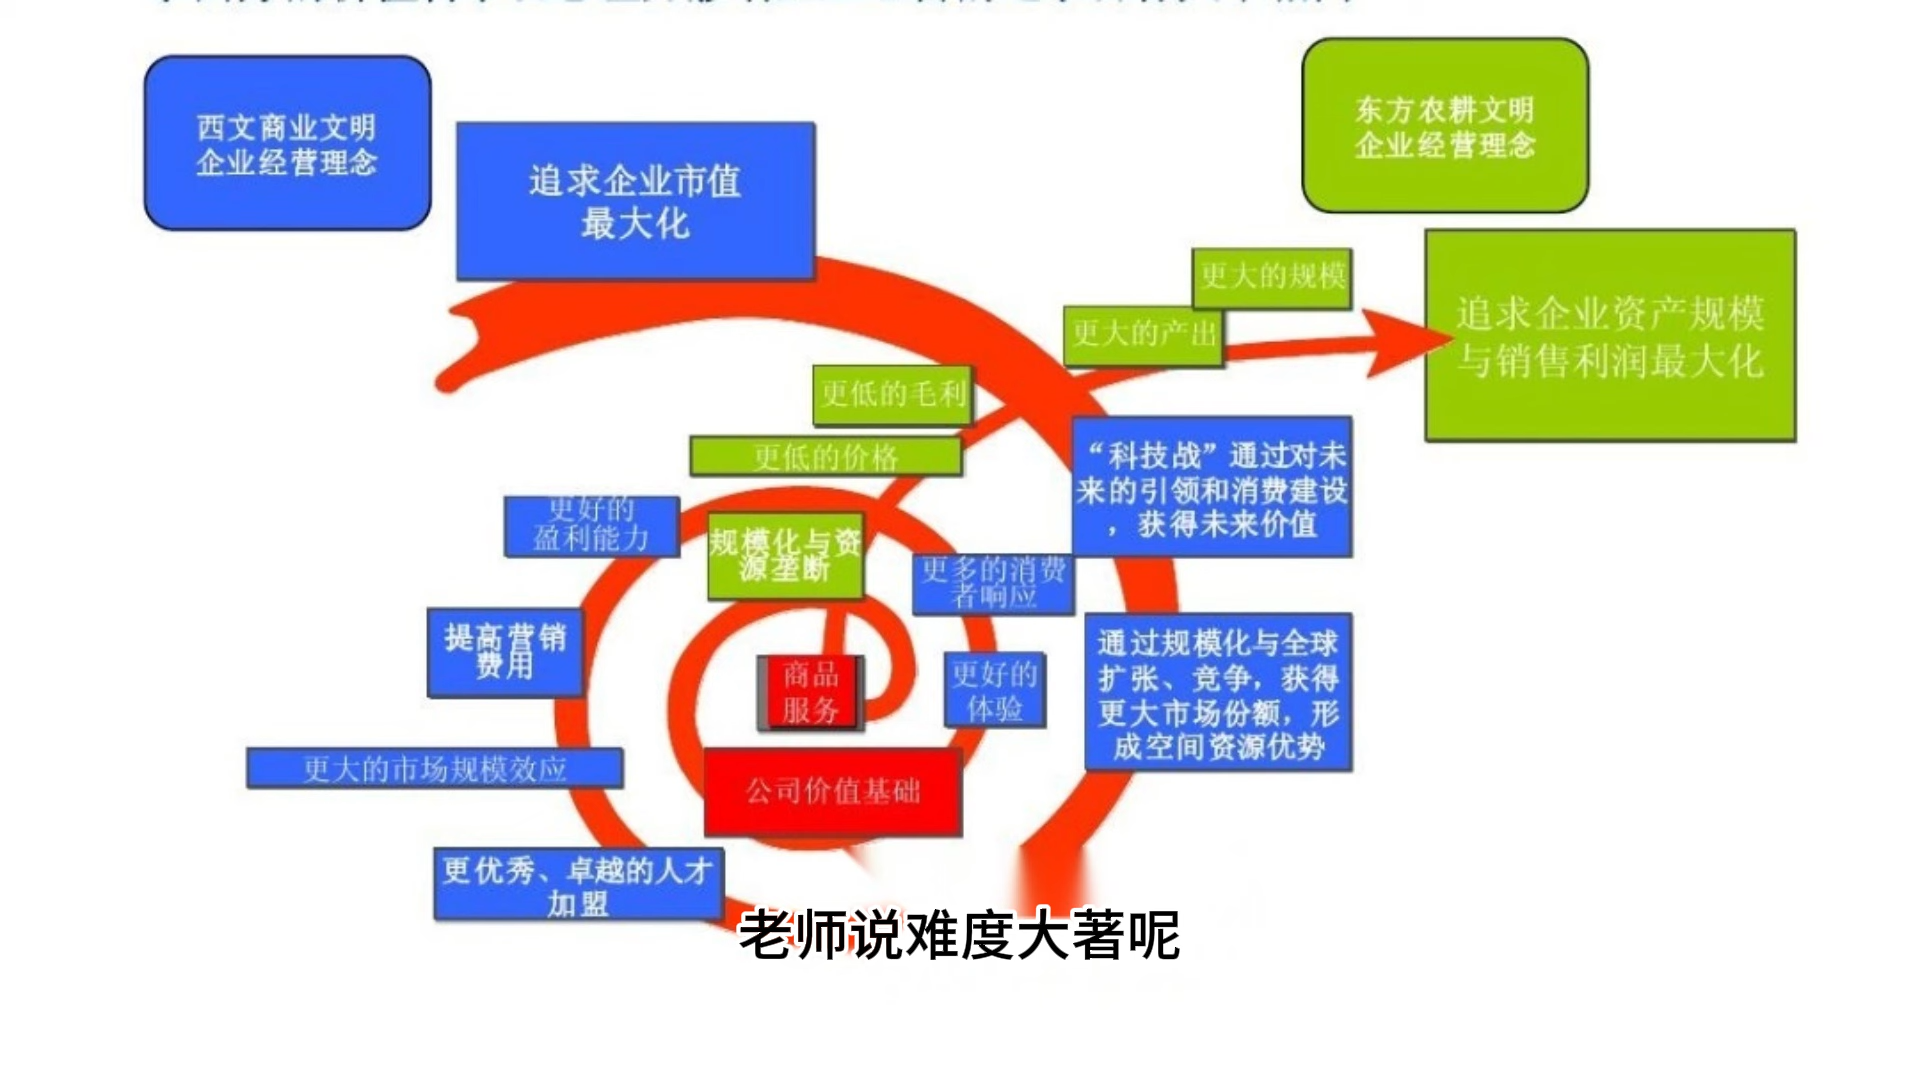 西文商业文明
企业经营理念
东方农耕文明
企业经营理念
追求企业市值
最大化
追求企业资产规模
与销售利润最大化
更大的规模
更大的产出
更低的毛利
更低的价格
“科技战”通过对未
来的引领和消费建设
，获得未来价值
更好的
盈利能力
规模化与资
源垄断
更多的消费
者响应
提高营销
费用
商品
服务
更好的
体验
通过规模化与全球
扩张、竞争，获得
更大市场份额，形
成空间资源优势
更大的市场规模效应
公司价值基础
更优秀、卓越的人才
加盟
老师说难度大著呢